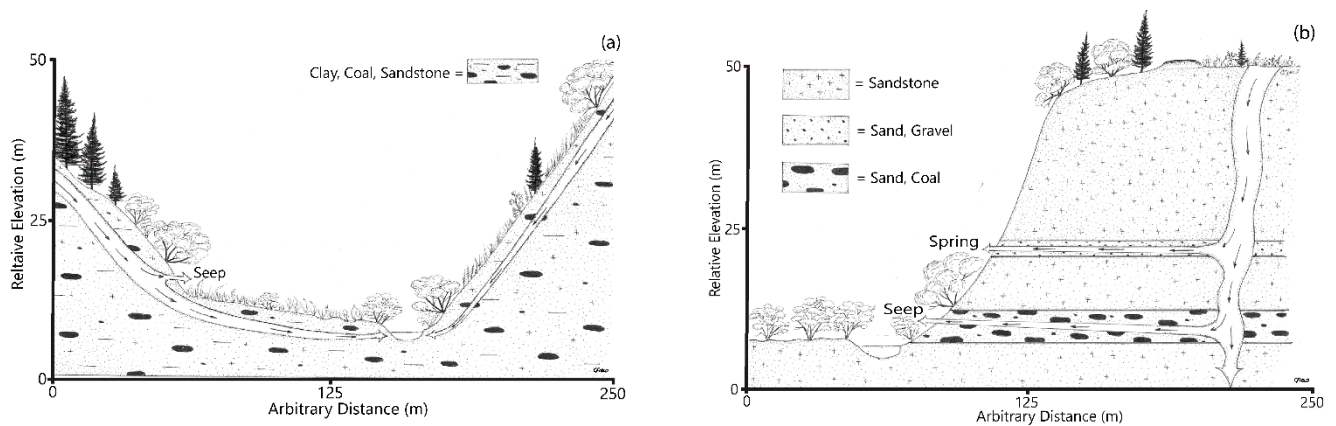 (a)
50
Clay, Coal, Sandstone =
Reltaive Elevation (m)
25
Seep
0
0
125
250
Arbitrary Distance (m)
(b)
50
= Sandstone
= Sand, Gravel
= Sand, Coal
Relative Elevation (m)
25
Spring
Seep
0
0
125
250
Arbitrary Distance (m)